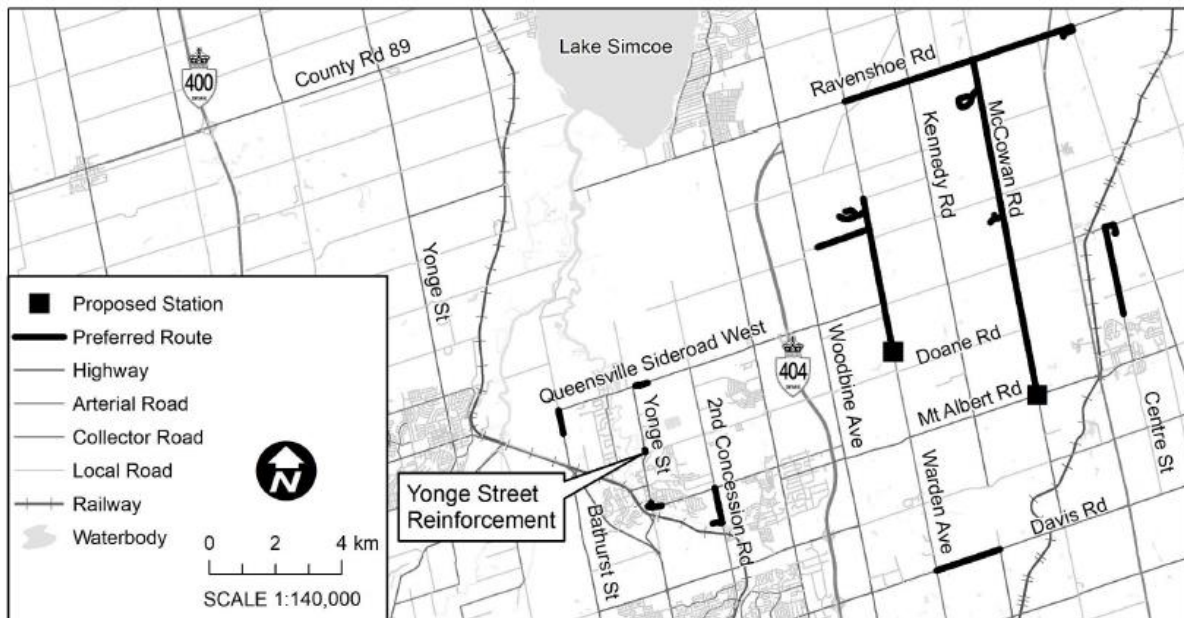 Lake Simcoe
County Rd 89
400
Ravenshoe Rd
Kennedy Rd
McCowan Rd
Yonge St
Queensville Sideroad West
404
Woodbine Ave
Doane Rd
Mt Albert Rd
Centre St
Yonge St
2nd Concession Rd
Yonge Street
Reinforcement
Bathurst St
Warden Ave
Davis Rd
Proposed Station
Preferred Route
Highway
Arterial Road
Collector Road
Local Road
Railway
Waterbody
N
0 2 4 km
SCALE 1:140,000